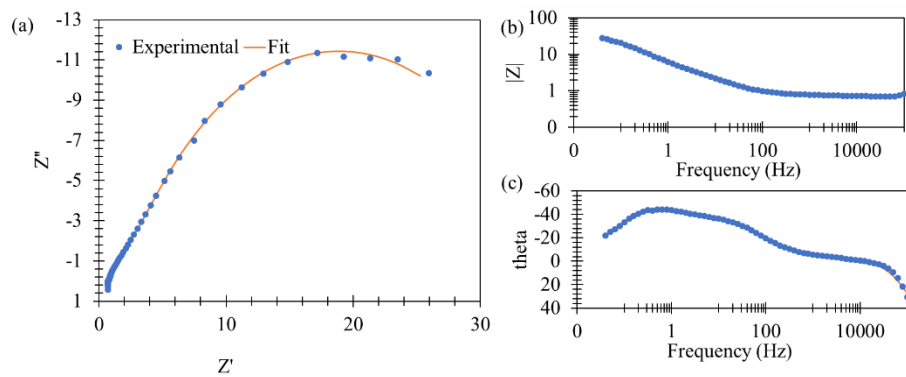 (a)
-13
-11
-9
-7
-5
-3
-1
1
Z"
Experimental
Fit
0
10
20
30
Z'
(b)
100
10
1
0
|Z|
0
1
100
10000
Frequency (Hz)
(c)
-60
-40
-20
0
20
40
theta
0
1
100
10000
Frequency (Hz)